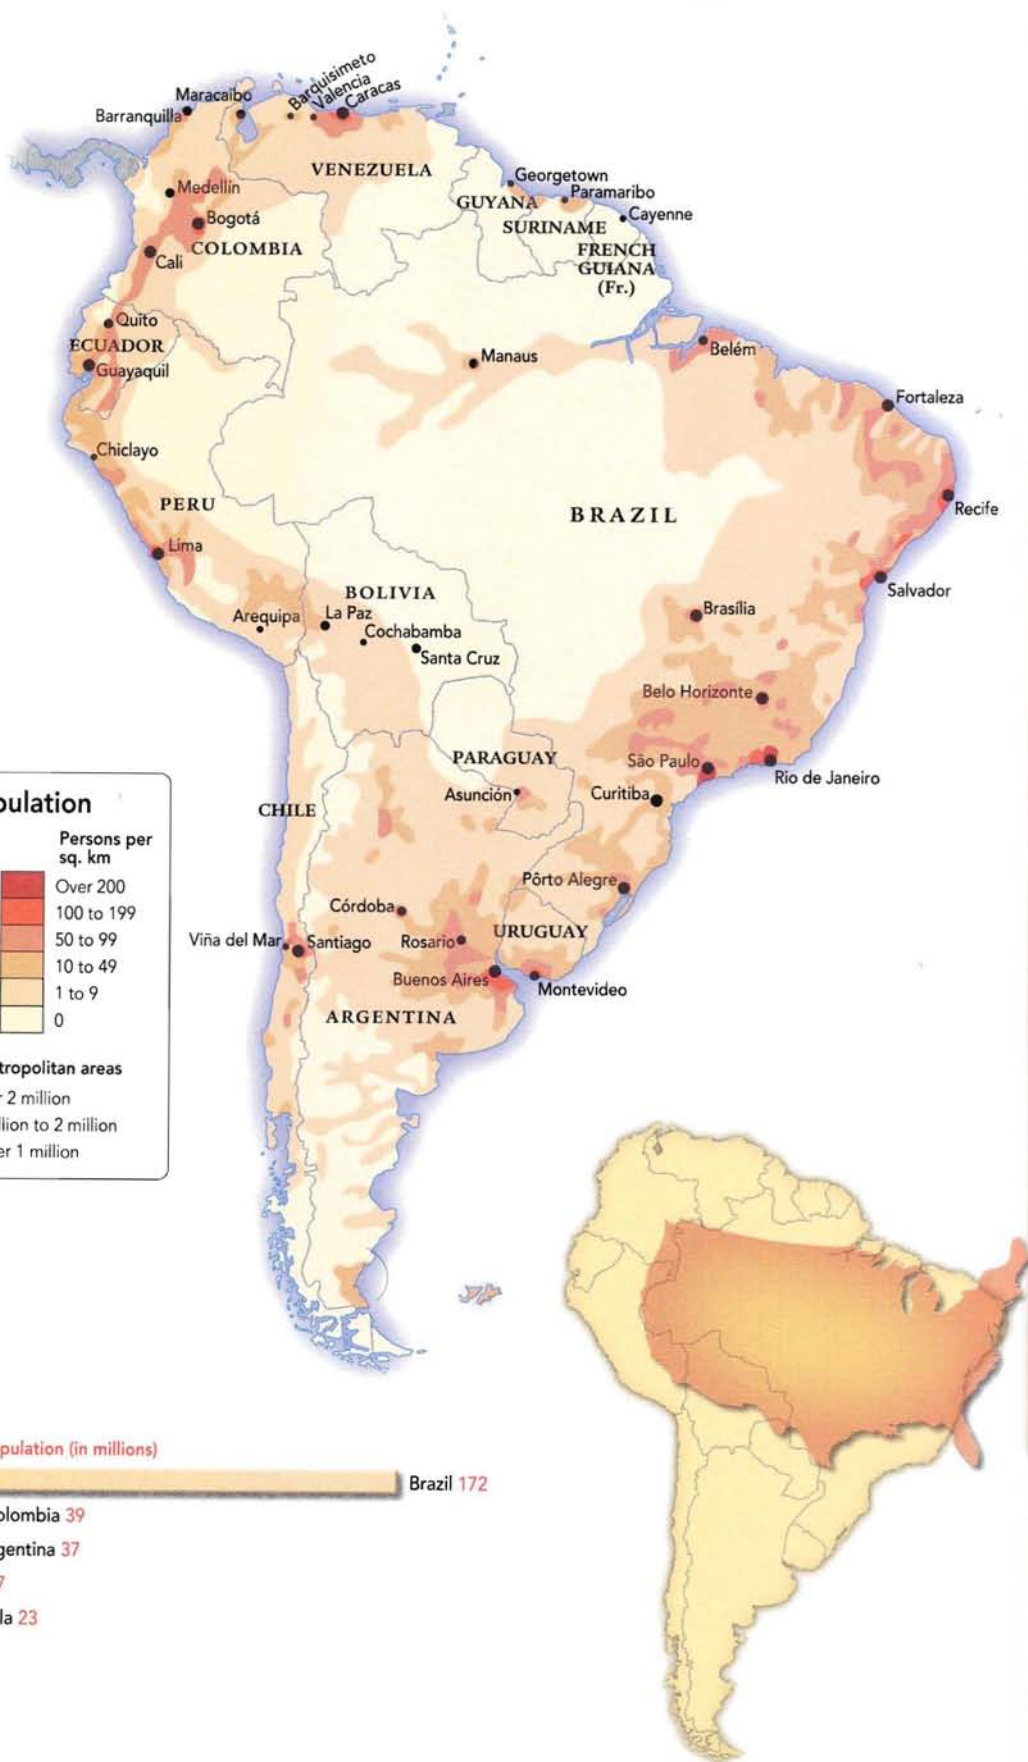 Maracaibo
Barranquilla
Barquisimeto
Valencia
Caracas
VENEZUELA
Georgetown
Paramaribo
GUYANA
Cayenne
SURINAME
FRENCH
GUIANA
(Fr.)
Medellín
Bogotá
COLOMBIA
Cali
Quito
ECUADOR
Guayaquil
Manaus
Belém
Fortaleza
Chiclayo
PERU
BRAZIL
Recife
Lima
BOLIVIA
Salvador
Arequipa
La Paz
Brasília
Cochabamba
Santa Cruz
Belo Horizonte
PARAGUAY
São Paulo
Rio de Janeiro
Asunción
Curitiba
CHILE
Pôrto Alegre
Córdoba
URUGUAY
Viña del Mar
Santiago
Rosario
Buenos Aires
Montevideo
ARGENTINA
pulation
Persons per
sq. km
Over 200
100 to 199
50 to 99
10 to 49
1 to 9
0
tropolitan areas
r 2 million
llion to 2 million
er 1 million
pulation (in millions)
Brazil 172
olombia 39
gentina 37
7
la 23